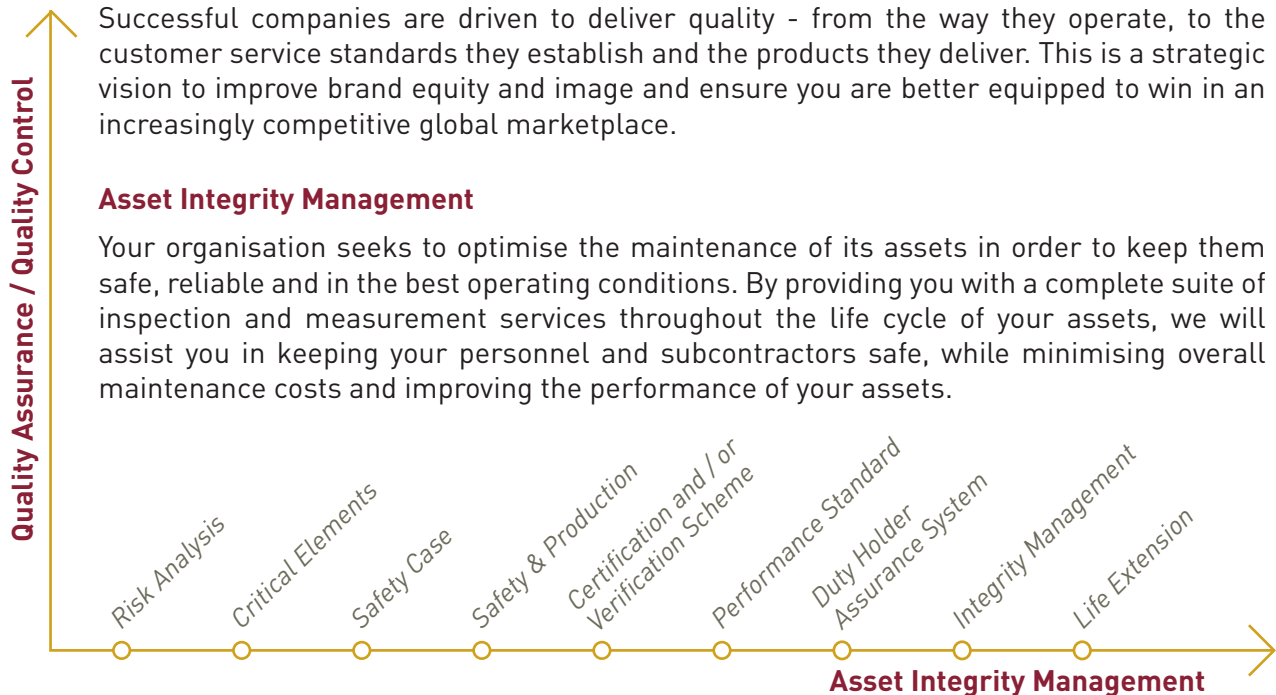 Successful companies are driven to deliver quality - from the way they operate, to the
customer service standards they establish and the products they deliver. This is a strategic
vision to improve brand equity and image and ensure you are better equipped to win in an
increasingly competitive global marketplace.
Quality Assurance / Quality Control
Asset Integrity Management
Your organisation seeks to optimise the maintenance of its assets in order to keep them
safe, reliable and in the best operating conditions. By providing you with a complete suite of
inspection and measurement services throughout the life cycle of your assets, we will
assist you in keeping your personnel and subcontractors safe, while minimising overall
maintenance costs and improving the performance of your assets.
Risk Analysis
Critical Elements
Safety Case
Safety & Production
Certification and / or
Verification Scheme
Performance Standard
Duty Holder
Assurance System
Integrity Management
Life Extension
Asset Integrity Management